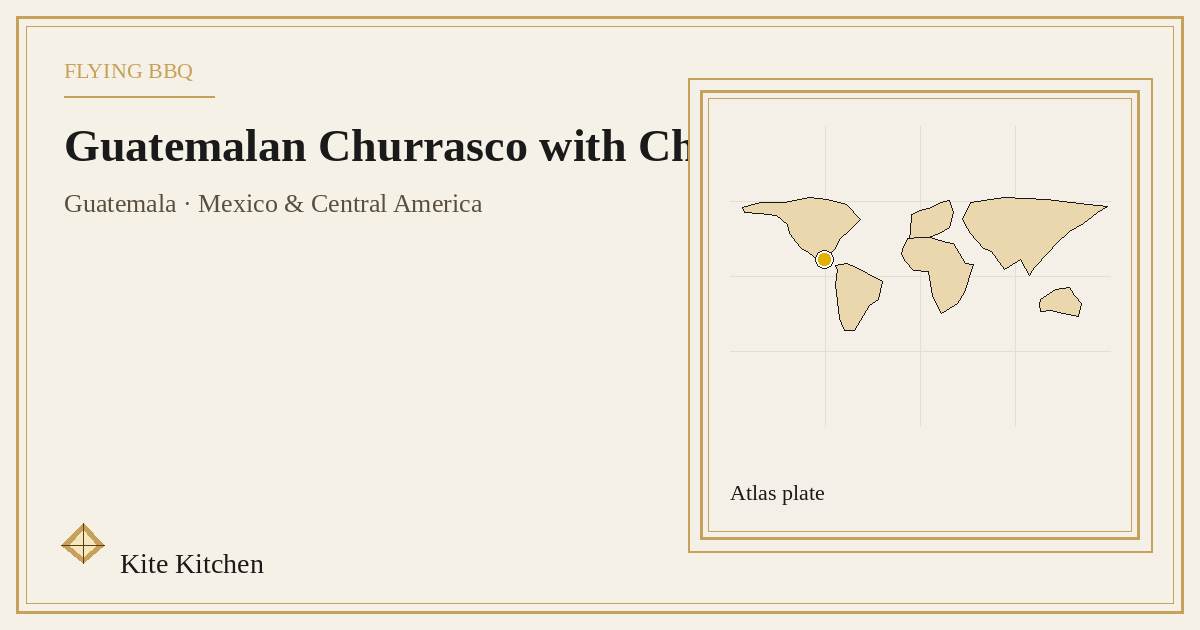 FLYING BBQ
Guatemalan Churrasco with Ch
Guatemala · Mexico & Central America
Atlas plate
Kite Kitchen